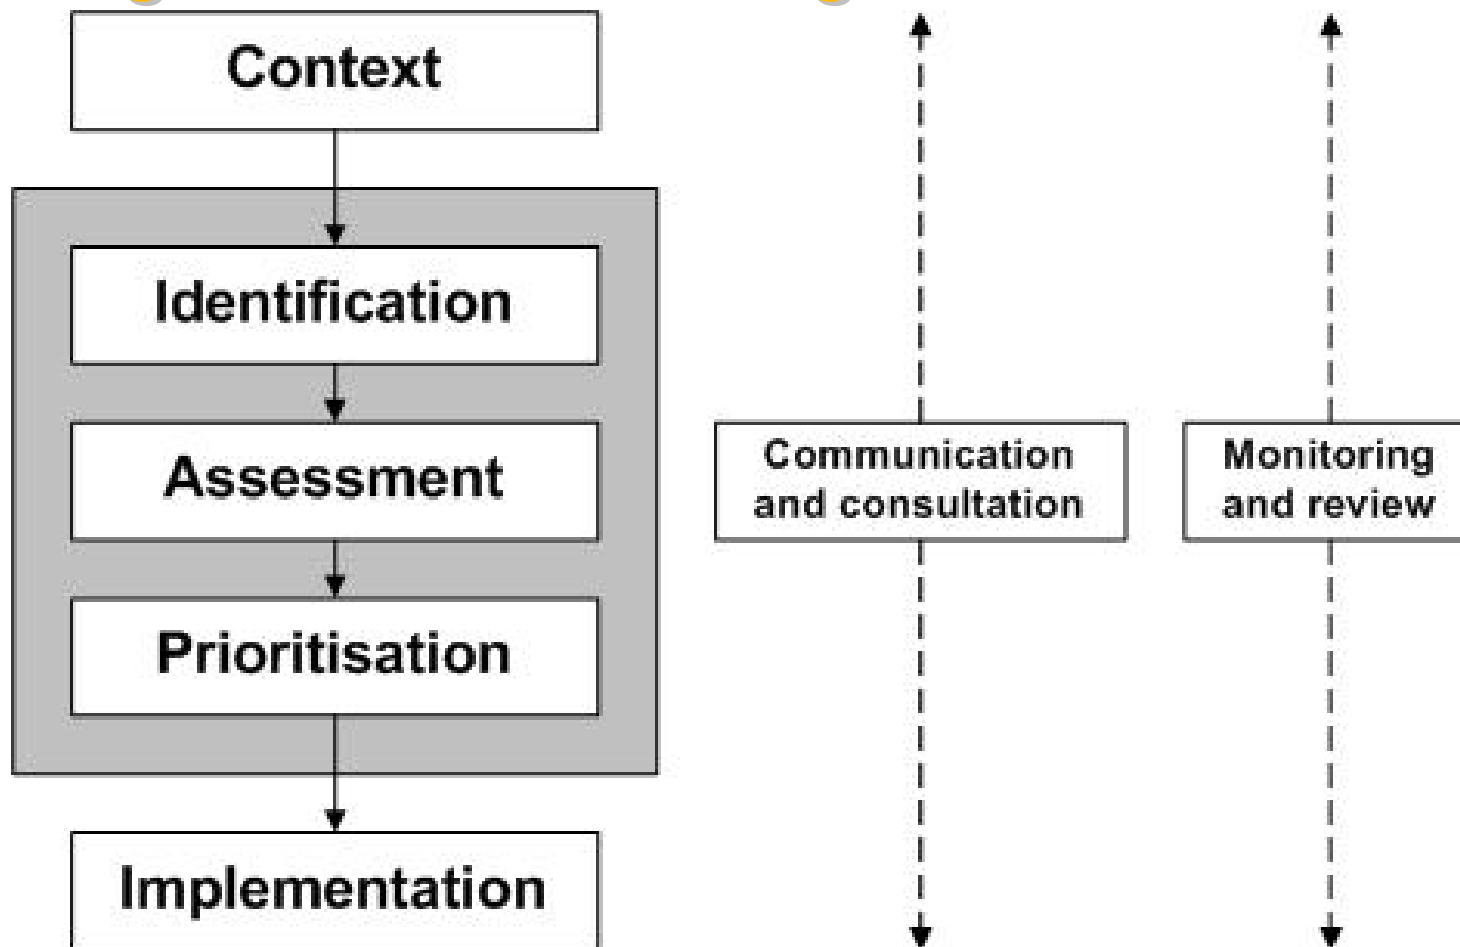 Context
Identification
Assessment
Prioritisation
Implementation
Communication
and consultation
Monitoring
and review